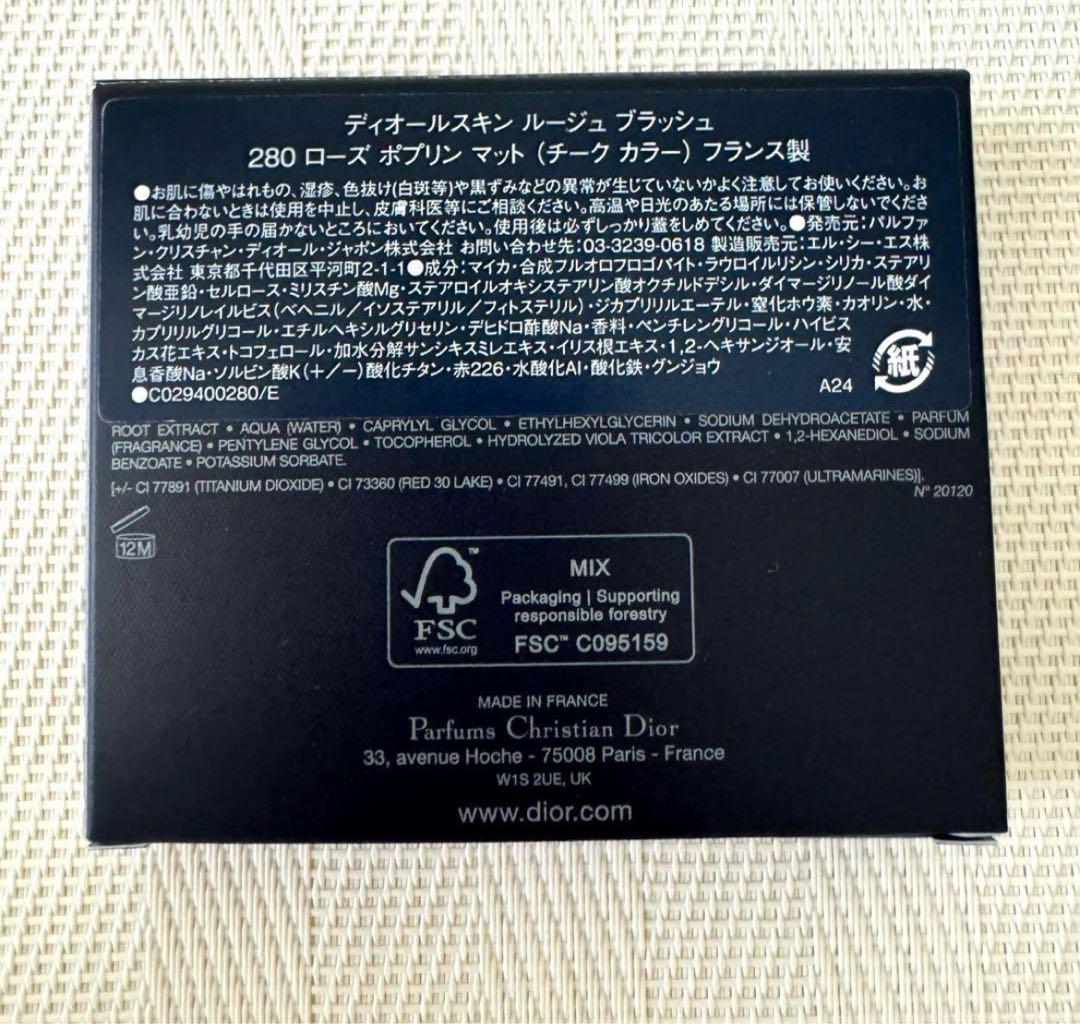 ディオールスキン ルージュ ブラッシュ
280 ローズ ポプリン マット (チーク カラー) フランス製
●お肌に傷やはれもの、湿疹、色抜け(白斑等)や黒ずみなどの異常が生じていないかよく注意してお使いください。お
肌に合わないときは使用を中止し、皮膚科医等にご相談ください。高温や日光のあたる場所には保管しないでくださ
い。乳幼児の手の届かないところにおいてください。使用後は必ずしっかり蓋をしめてください。●発売元:パルファ
ン・クリスチャン・ディオール・ジャポン株式会社 お問い合わせ先:03-3239-0618 製造販売元:エル・シー・エス株
式会社 東京都千代田区平河町2-1-1●成分:マイカ・合成フルオロフロゴパイト・ラウロイルリシン・シリカ・ステアリ
ン酸亜鉛・セルロース・ミリスチン酸Mg・ステアロイルオキシステアリン酸オクチルドデシル・ダイマージリノール酸ダイ
マージリノレイルビス(ベヘニル/イソステアリル/フィトステリル)・ジカプリリルエーテル・窒化ホウ素・カオリン・水・
カプリリルグリコール・エチルヘキシルグリセリン・デヒドロ酢酸Na・香料・ペンチレングリコール・ハイビス
カス花エキス・トコフェロール・加水分解サンシキスミレエキス・イリス根エキス・1,2-ヘキサンジオール・安
息香酸Na・ソルビン酸K(+/−)酸化チタン・赤226・水酸化Al・酸化鉄・グンジョウ
●C029400280/E
A24
紙
ROOT EXTRACT • AQUA (WATER) • CAPRYLYL GLYCOL • ETHYLHEXYLGLYCERIN • SODIUM DEHYDROACETATE • PARFUM
(FRAGRANCE) • PENTYLENE GLYCOL • TOCOPHEROL • HYDROLYZED VIOLA TRICOLOR EXTRACT • 1,2-HEXANEDIOL • SODIUM
BENZOATE • POTASSIUM SORBATE.
[+/- CI 77891 (TITANIUM DIOXIDE) • CI 73360 (RED 30 LAKE) • CI 77491, CI 77499 (IRON OXIDES) • CI 77007 (ULTRAMARINES)].
N° 20120
12M
FSC™
www.fsc.org
MIX
Packaging | Supporting
responsible forestry
FSC™ C095159
MADE IN FRANCE
Parfums Christian Dior
33, avenue Hoche - 75008 Paris - France
W1S 2UE, UK
www.dior.com